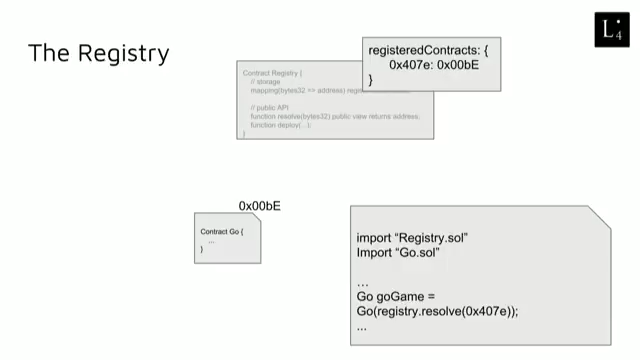 The Registry
L4
registeredContracts: {
0x407e: 0x00bE
}
Contract Registry {
// storage
mapping(bytes32 => address)
// public API
function resolve(bytes32) public view returns address;
function deploy(...);
}
0x00bE
Contract Go {
...
}
import “Registry.sol”
Import “Go.sol”
...
Go goGame =
Go(registry.resolve(0x407e));
...